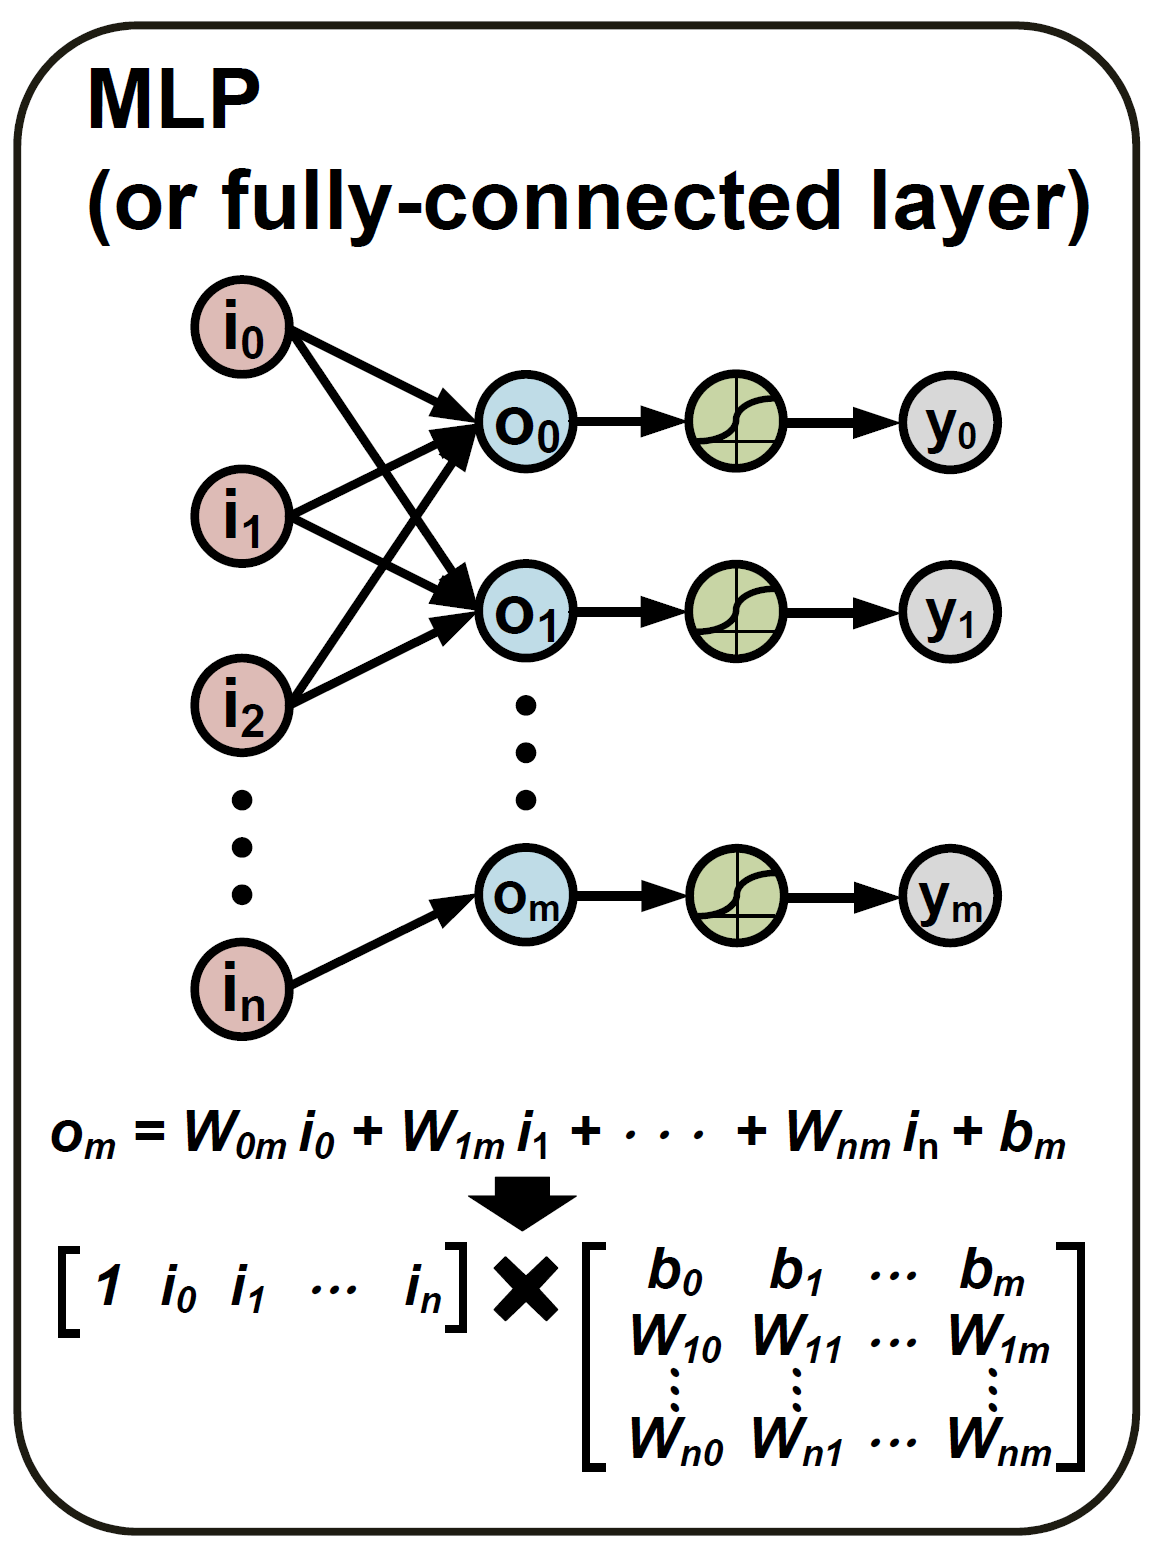 MLP
(or fully-connected layer)
i0
o0
y0
i1
o1
y1
i2
om
ym
in
om = W0m i0 + W1m i1 + · · · + Wnm in + bm
[ 1 i0 i1 ... in ] × [ b0 b1 ... bm
W10 W11 ... W1m
⋮ ⋮ ⋮
Wn0 Wn1 ... Wnm ]